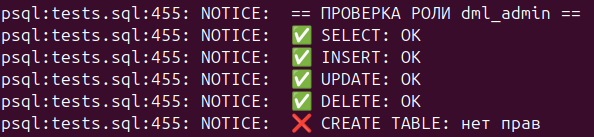 psql:tests.sql:455: NOTICE:  == ПРОВЕРКА РОЛИ dml_admin ==
psql:tests.sql:455: NOTICE:  ✅ SELECT: OK
psql:tests.sql:455: NOTICE:  ✅ INSERT: OK
psql:tests.sql:455: NOTICE:  ✅ UPDATE: OK
psql:tests.sql:455: NOTICE:  ✅ DELETE: OK
psql:tests.sql:455: NOTICE:  ❌ CREATE TABLE: нет прав